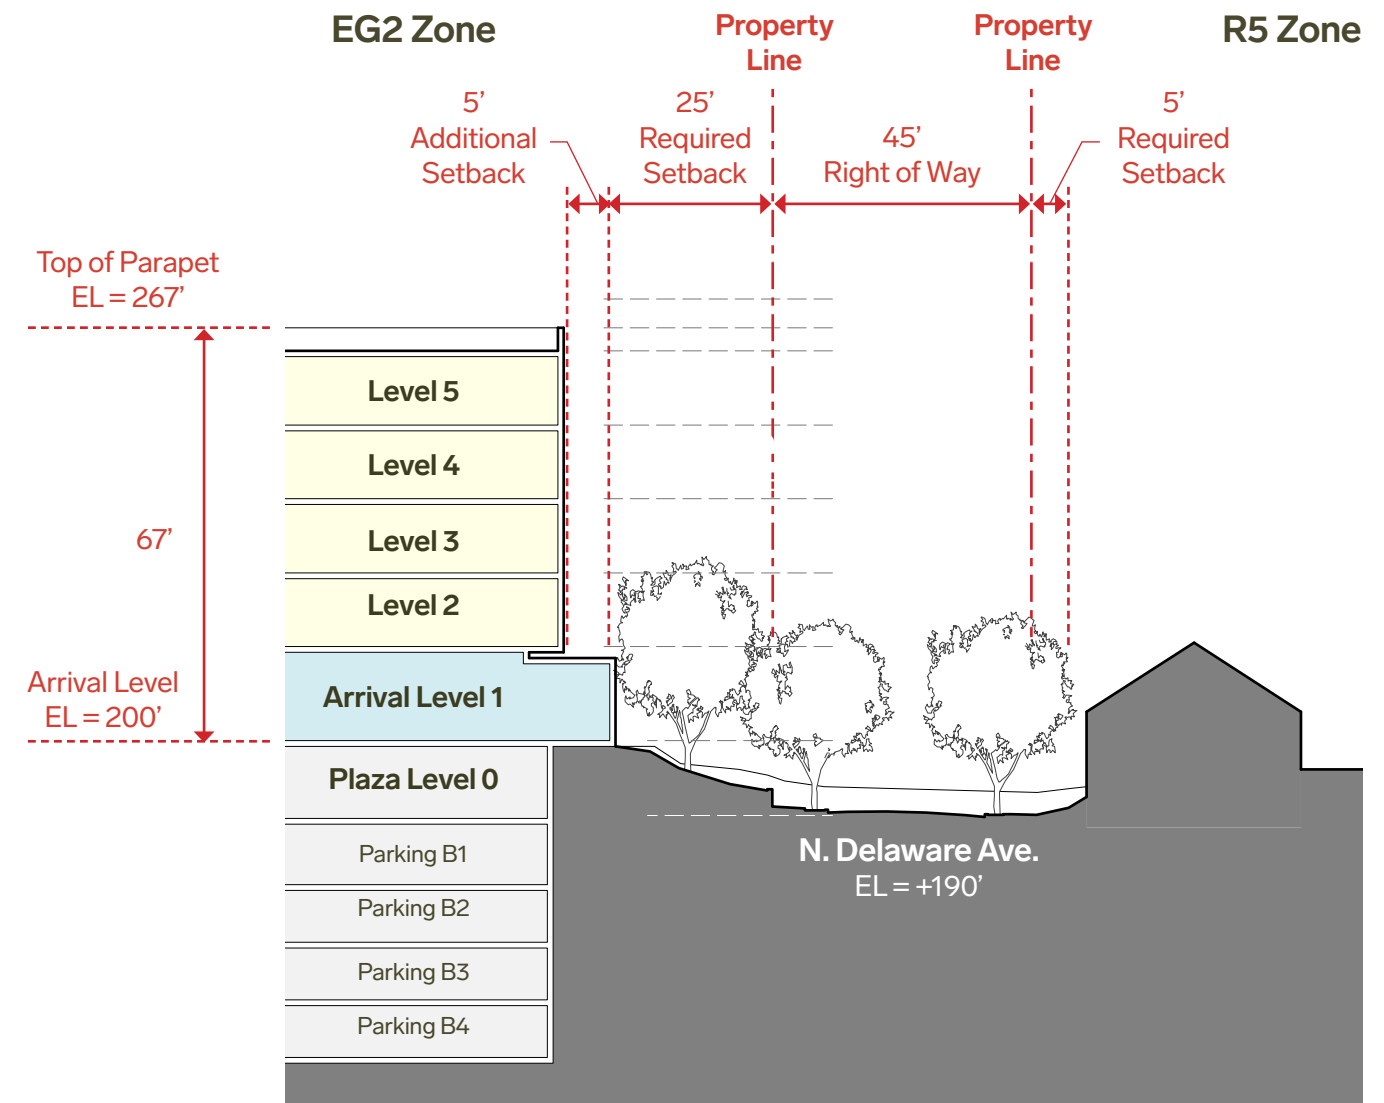 EG2 Zone
Property
Line
Property
Line
R5 Zone
5’
Additional
Setback
25’
Required
Setback
45’
Right of Way
5’
Required
Setback
Top of Parapet
EL = 267’
67’
Arrival Level
EL = 200’
Level 5
Level 4
Level 3
Level 2
Arrival Level 1
Plaza Level 0
Parking B1
Parking B2
Parking B3
Parking B4
N. Delaware Ave.
EL = +190’